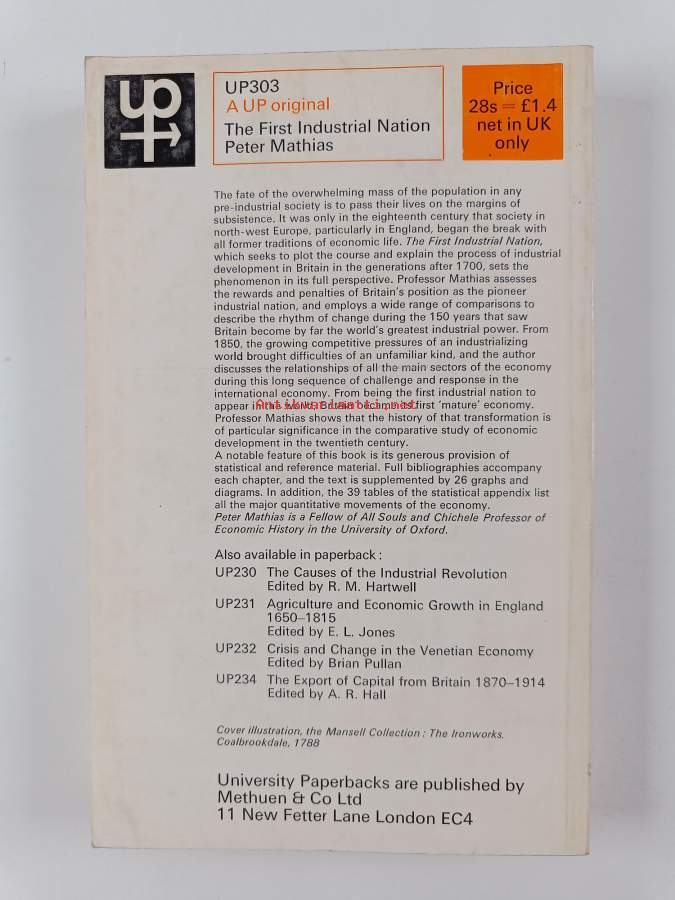 up
UP303
A UP original
The First Industrial Nation
Peter Mathias
Price
28s = £1.4
net in UK
only
The fate of the overwhelming mass of the population in any
pre-industrial society is to pass their lives on the margins of
subsistence. It was only in the eighteenth century that society in
north-west Europe, particularly in England, began the break with
all former traditions of economic life. The First Industrial Nation,
which seeks to plot the course and explain the process of industrial
development in Britain in the generations after 1700, sets the
phenomenon in its full perspective. Professor Mathias assesses
the rewards and penalties of Britain's position as the pioneer
industrial nation, and employs a wide range of comparisons to
describe the rhythm of change during the 150 years that saw
Britain become by far the world's greatest industrial power. From
1850, the growing competitive pressures of an industrializing
world brought difficulties of an unfamiliar kind, and the author
discusses the relationships of all the main sectors of the economy
during this long sequence of challenge and response in the
international economy. From being the first industrial nation to
appear in the world, Britain became its first 'mature' economy.
Professor Mathias shows that the history of that transformation is
of particular significance in the comparative study of economic
development in the twentieth century.
A notable feature of this book is its generous provision of
statistical and reference material. Full bibliographies accompany
each chapter, and the text is supplemented by 26 graphs and
diagrams. In addition, the 39 tables of the statistical appendix list
all the major quantitative movements of the economy.
Peter Mathias is a Fellow of All Souls and Chichele Professor of
Economic History in the University of Oxford.
Also available in paperback:
UP230 The Causes of the Industrial Revolution
Edited by R. M. Hartwell
UP231 Agriculture and Economic Growth in England
1650–1815
Edited by E. L. Jones
UP232 Crisis and Change in the Venetian Economy
Edited by Brian Pullan
UP234 The Export of Capital from Britain 1870–1914
Edited by A. R. Hall
Cover illustration, the Mansell Collection: The Ironworks.
Coalbrookdale, 1788
University Paperbacks are published by
Methuen & Co Ltd
11 New Fetter Lane London EC4